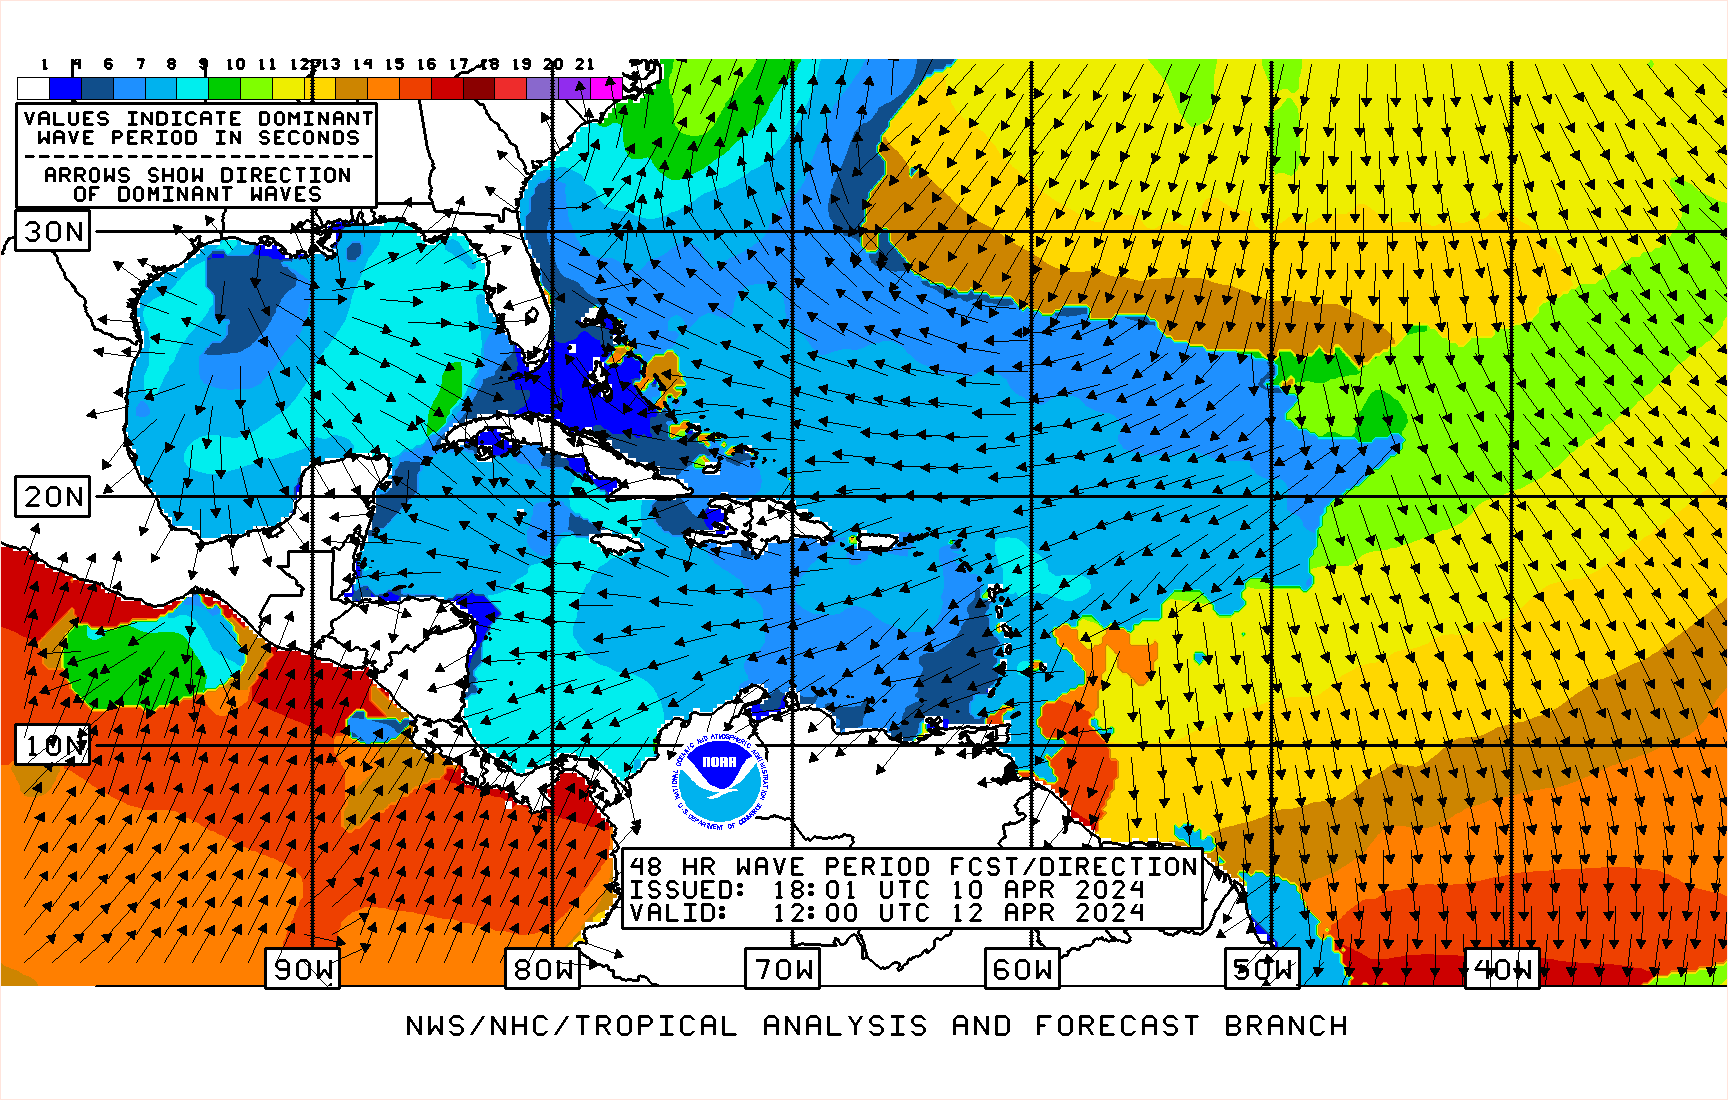 1 4 6 7 8 9 10 11 12 13 14 15 16 17 18 19 20 21
VALUES INDICATE DOMINANT
WAVE PERIOD IN SECONDS
ARROWS SHOW DIRECTION
OF DOMINANT WAVES
30N
20N
10N
NOAA
NATIONAL OCEANIC AND ATMOSPHERIC ADMINISTRATION
U.S. DEPARTMENT OF COMMERCE
48 HR WAVE PERIOD FCST/DIRECTION
ISSUED: 18:01 UTC 10 APR 2024
VALID: 12:00 UTC 12 APR 2024
90W 80W 70W 60W 50W 40W
NWS/NHC/TROPICAL ANALYSIS AND FORECAST BRANCH